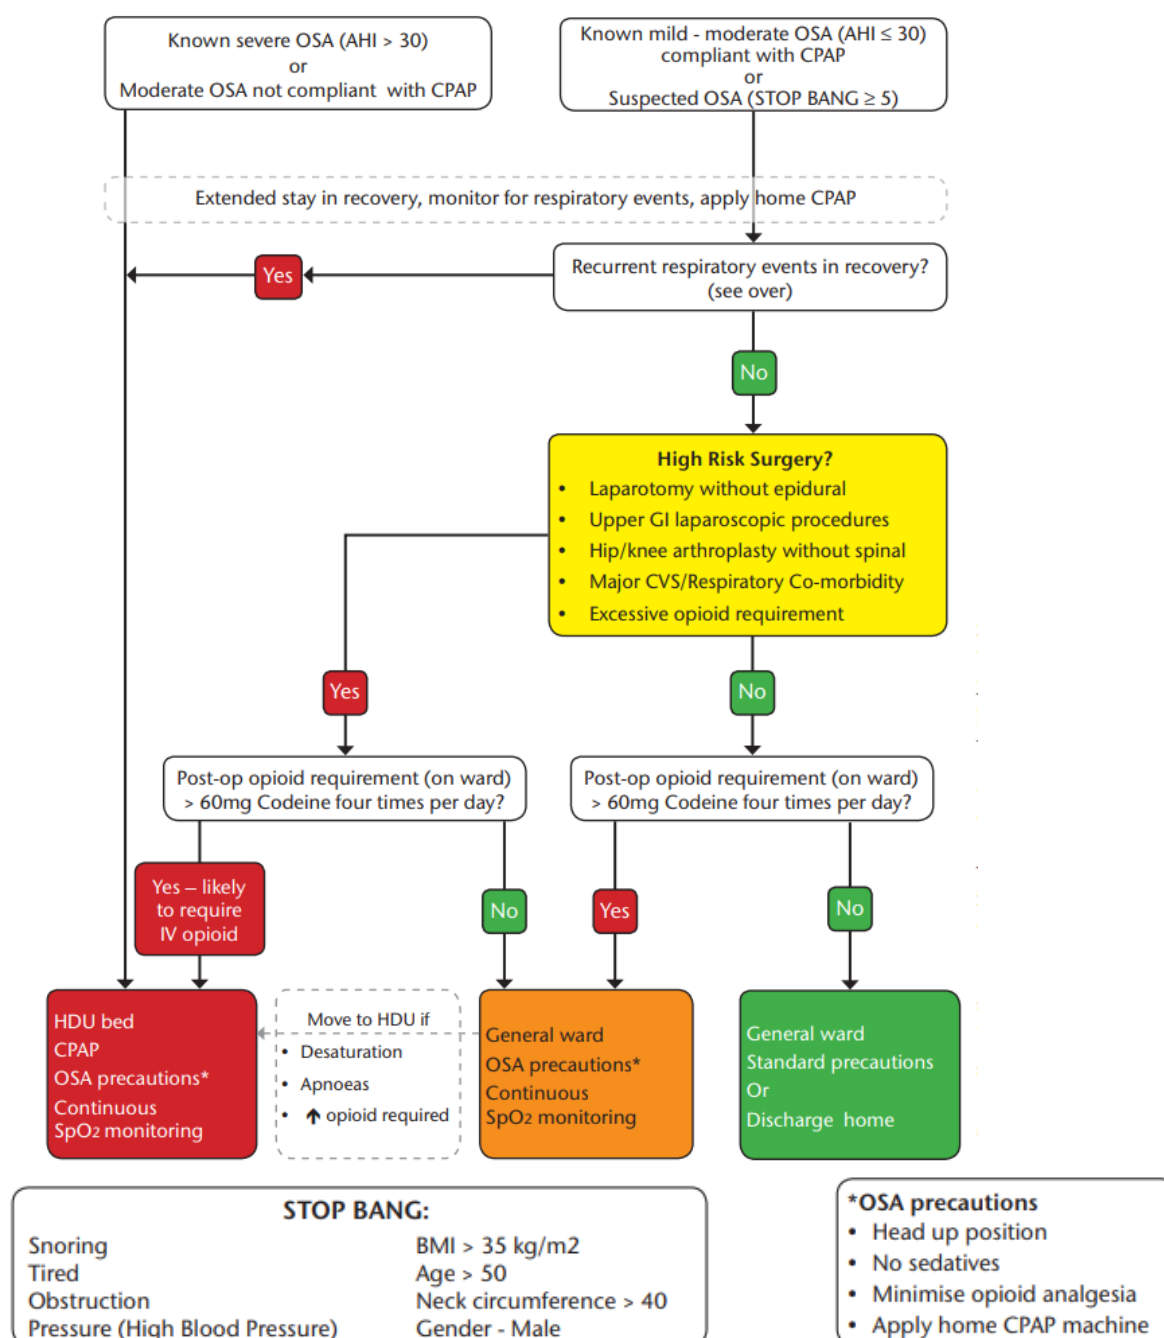 Known severe OSA (AHI > 30)
or
Moderate OSA not compliant with CPAP
Known mild - moderate OSA (AHI ≤ 30)
compliant with CPAP
or
Suspected OSA (STOP BANG ≥ 5)
Extended stay in recovery, monitor for respiratory events, apply home CPAP
Recurrent respiratory events in recovery?
(see over)
Yes
No
High Risk Surgery?
• Laparotomy without epidural
• Upper GI laparoscopic procedures
• Hip/knee arthroplasty without spinal
• Major CVS/Respiratory Co-morbidity
• Excessive opioid requirement
Yes
No
Post-op opioid requirement (on ward)
> 60mg Codeine four times per day?
Post-op opioid requirement (on ward)
> 60mg Codeine four times per day?
Yes – likely
to require
IV opioid
No
Yes
No
HDU bed
CPAP
OSA precautions*
Continuous
SpO2 monitoring
Move to HDU if
• Desaturation
• Apnoeas
• ↑ opioid required
General ward
OSA precautions*
Continuous
SpO2 monitoring
General ward
Standard precautions
Or
Discharge home
STOP BANG:
Snoring
Tired
Obstruction
Pressure (High Blood Pressure)
BMI > 35 kg/m2
Age > 50
Neck circumference > 40
Gender - Male
*OSA precautions
• Head up position
• No sedatives
• Minimise opioid analgesia
• Apply home CPAP machine